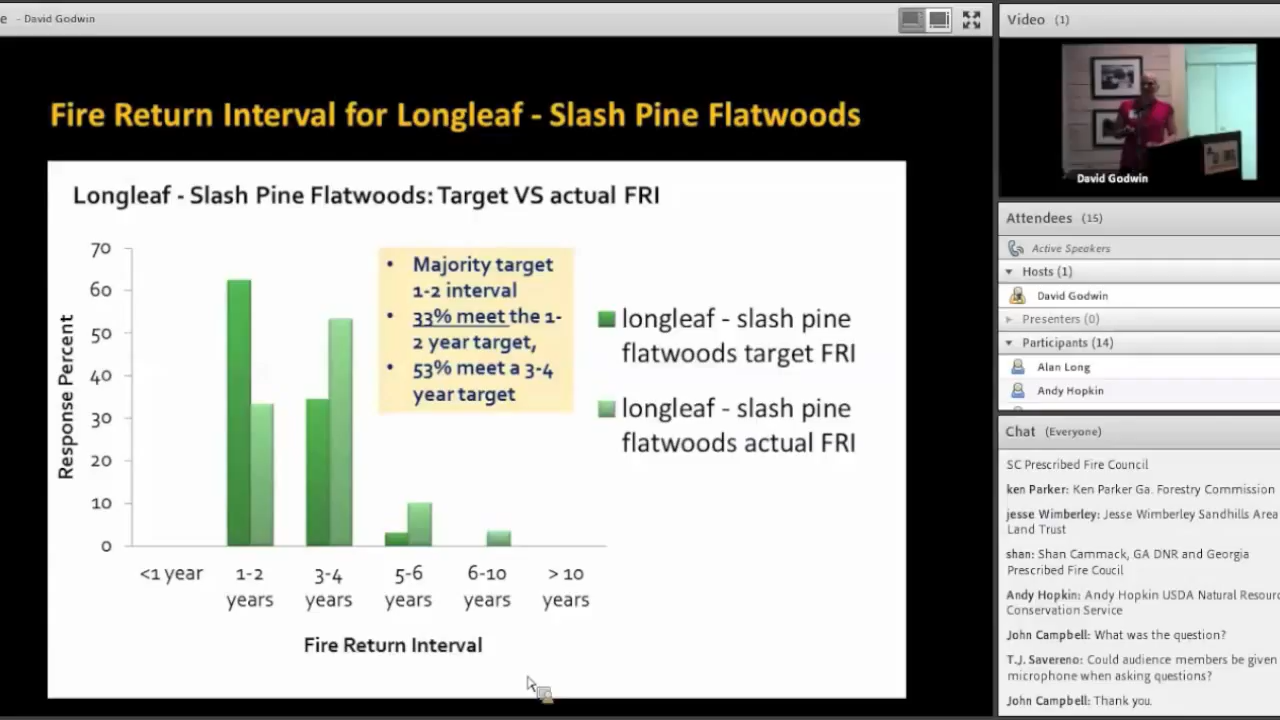 e - David Godwin
Fire Return Interval for Longleaf - Slash Pine Flatwoods
Longleaf - Slash Pine Flatwoods: Target VS actual FRI
Response Percent
70
60
50
40
30
20
10
0
• Majority target
1-2 interval
• 33% meet the 1-
2 year target,
• 53% meet a 3-4
year target
longleaf - slash pine
flatwoods target FRI
longleaf - slash pine
flatwoods actual FRI
<1 year
1-2
years
3-4
years
5-6
years
6-10
years
> 10
years
Fire Return Interval
Video (1)
David Godwin
Attendees (15)
Active Speakers
Hosts (1)
David Godwin
Presenters (0)
Participants (14)
Alan Long
Andy Hopkin
Chat (Everyone)
SC Prescribed Fire Council
ken Parker: Ken Parker Ga. Forestry Commission
jesse Wimberley: Jesse Wimberley Sandhills Area
Land Trust
shan: Shan Cammack, GA DNR and Georgia
Prescribed Fire Coucil
Andy Hopkin: Andy Hopkin USDA Natural Resourc
Conservation Service
John Campbell: What was the question?
T.J. Savereno: Could audience members be given
microphone when asking questions?
John Campbell: Thank you.